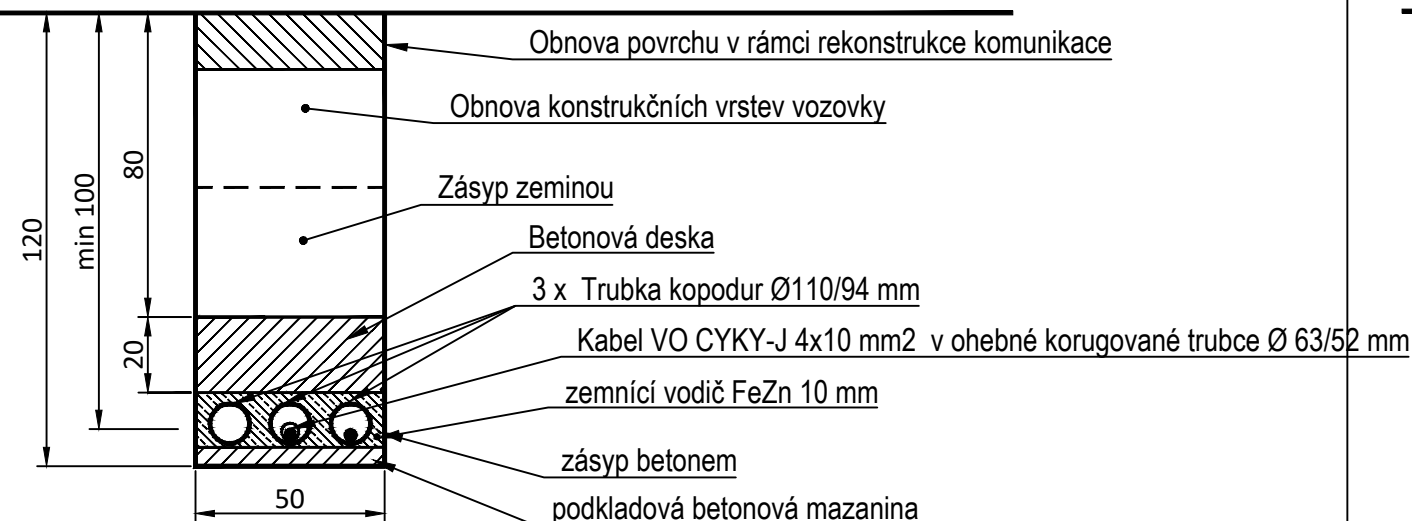 Obnova povrchu v rámci rekonstrukce komunikace
Obnova konstrukčních vrstev vozovky
Zásyp zeminou
Betonová deska
3 x Trubka kopodur Ø110/94 mm
Kabel VO CYKY-J 4x10 mm2 v ohebné korugované trubce Ø 63/52 mm
zemnící vodič FeZn 10 mm
zásyp betonem
podkladová betonová mazanina
120
min 100
80
20
50